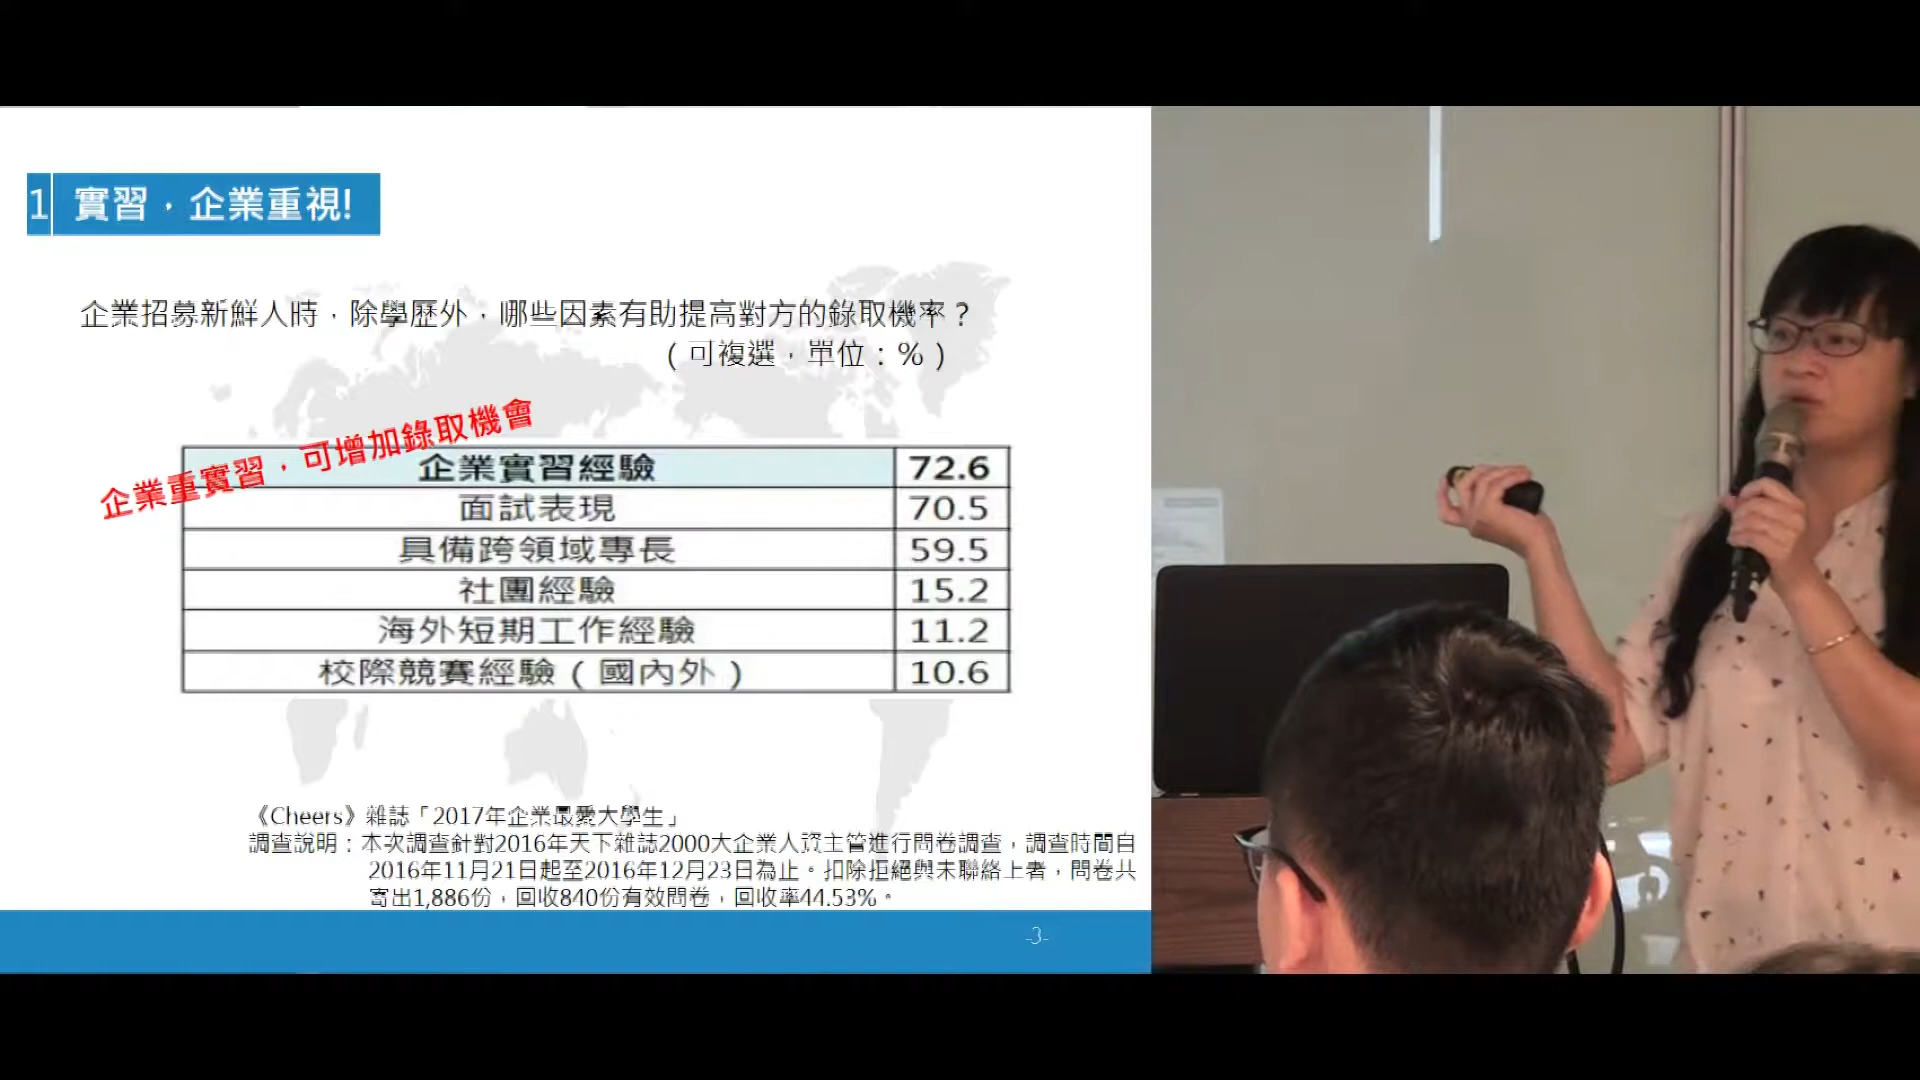 1 實習，企業重視!
企業招募新鮮人時，除學歷外，哪些因素有助提高對方的錄取機率？
（可複選，單位：%）
企業重實習，可增加錄取機會
企業實習經驗 72.6
面試表現 70.5
具備跨領域專長 59.5
社團經驗 15.2
海外短期工作經驗 11.2
校際競賽經驗（國內外） 10.6
《Cheers》雜誌「2017年企業最愛大學生」
調查說明：本次調查針對2016年天下雜誌2000大企業人資主管進行問卷調查，調查時間自
2016年11月21日起至2016年12月23日為止。扣除拒絕與未聯絡上者，問卷共
寄出1,886份，回收840份有效問卷，回收率44.53%。
-3-